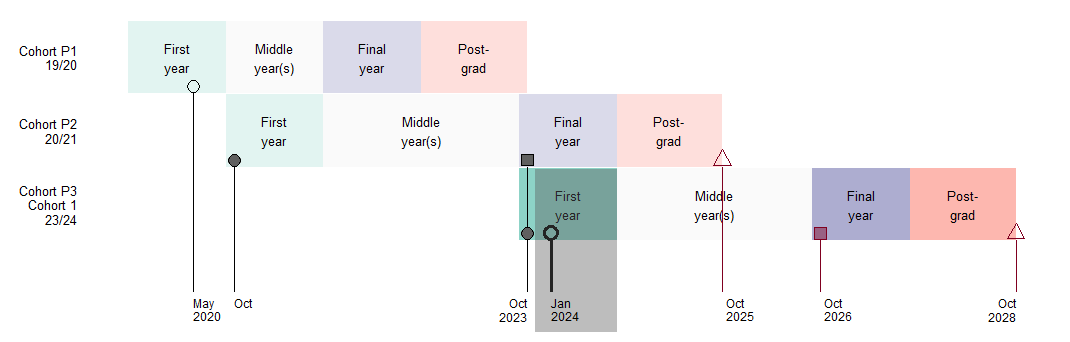 Cohort P1
19/20
First
year
Middle
year(s)
Final
year
Post-
grad
Cohort P2
20/21
First
year
Middle
year(s)
Final
year
Post-
grad
Cohort P3
Cohort 1
23/24
First
year
Middle
year(s)
Final
year
Post-
grad
May
2020
Oct
Oct
2023
Jan
2024
Oct
2025
Oct
2026
Oct
2028